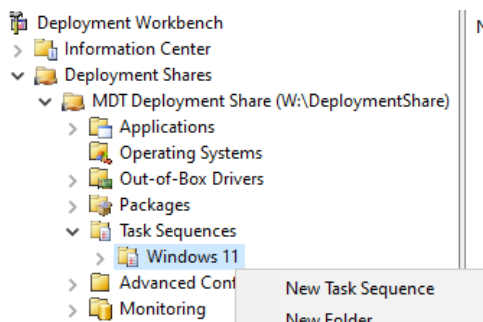 Deployment Workbench
Information Center
Deployment Shares
MDT Deployment Share (W:\DeploymentShare)
Applications
Operating Systems
Out-of-Box Drivers
Packages
Task Sequences
Windows 11
Advanced Conf
New Task Sequence
Monitoring
New Folder